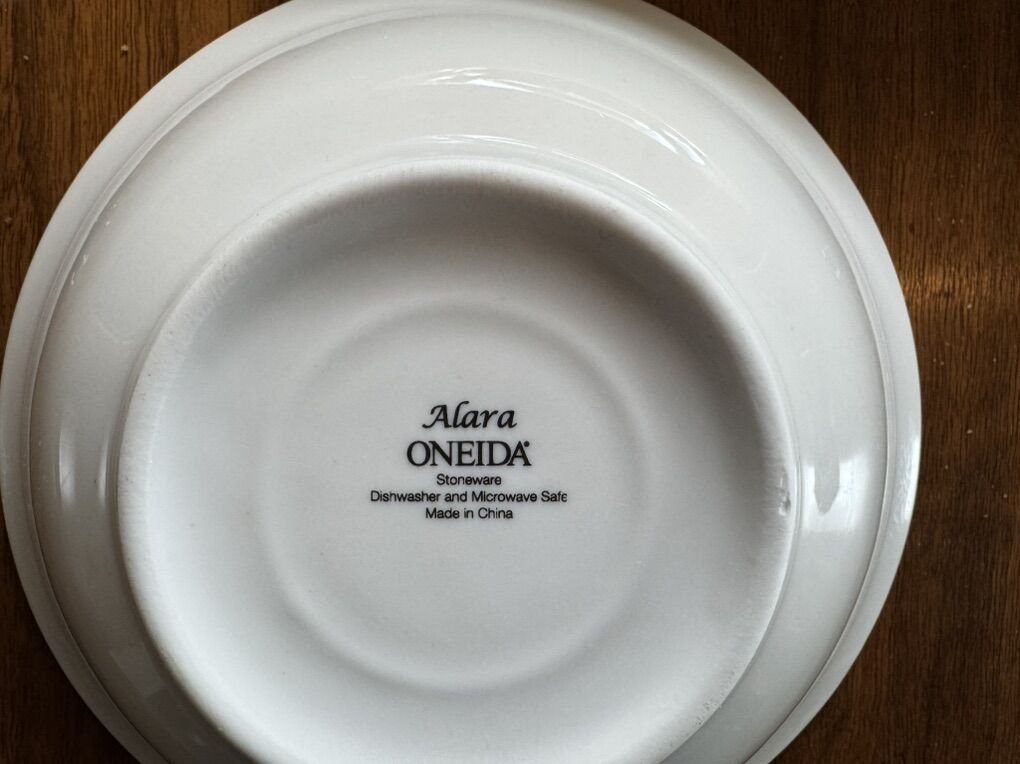 Alara
ONEIDA®
Stoneware
Dishwasher and Microwave Safe
Made in China